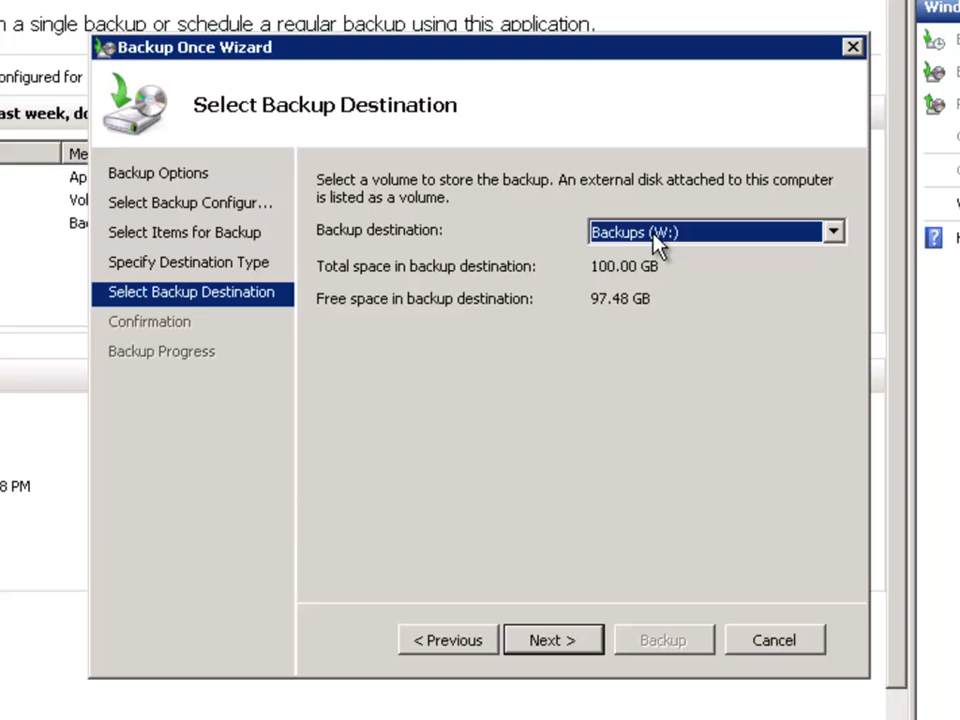 n a single backup or schedule a regular backup using this application.
Wind
Backup Once Wizard
onfigured for
Select Backup Destination
ast week, do
Me
Ap
Vol
Ba
Backup Options
Select Backup Configur...
Select Items for Backup
Specify Destination Type
Select Backup Destination
Confirmation
Backup Progress
Select a volume to store the backup. An external disk attached to this computer
is listed as a volume.
Backup destination:
Backups (W:)
Total space in backup destination:
100.00 GB
Free space in backup destination:
97.48 GB
8 PM
< Previous
Next >
Backup
Cancel